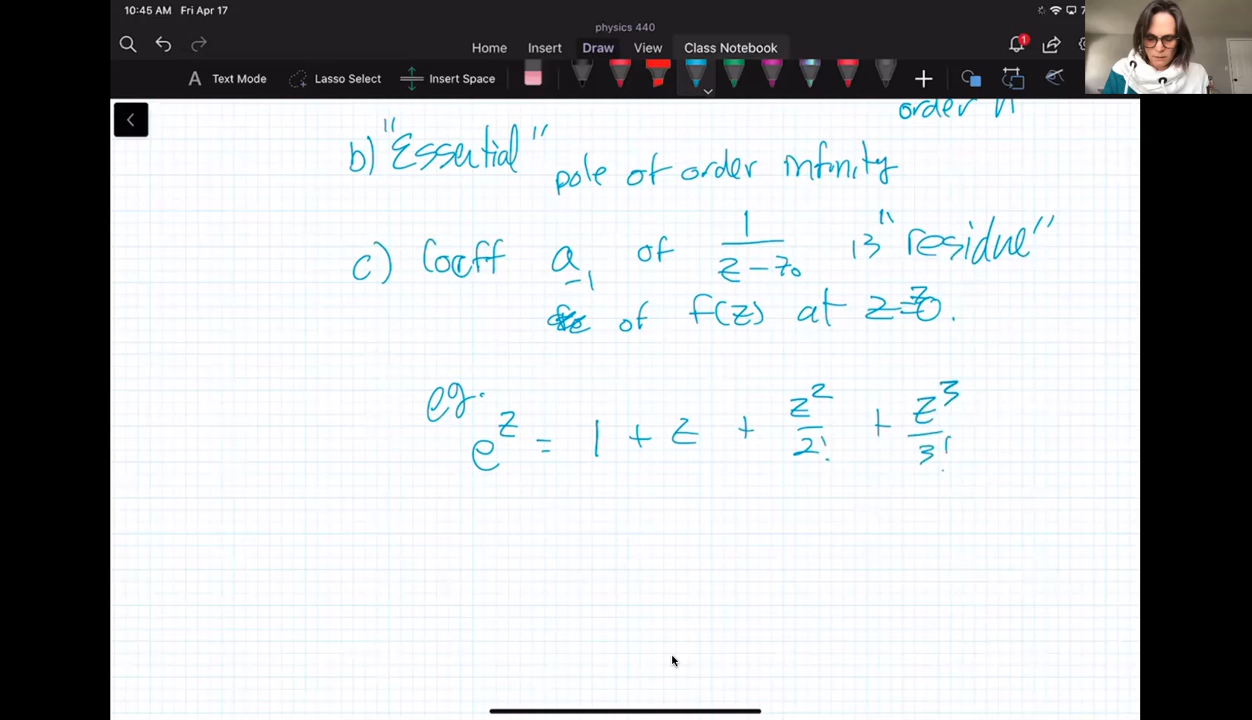 10:45 AM Fri Apr 17
physics 440
Home Insert Draw View Class Notebook
1
Text Mode Lasso Select Insert Space
order n
b) "Essential" pole of order infinity
c) Coeff a₋₁ of 1/(z - z₀) is "residue"
of f(z) at z = z₀.
eg.
e^z = 1 + z + z²/2! + z³/3!